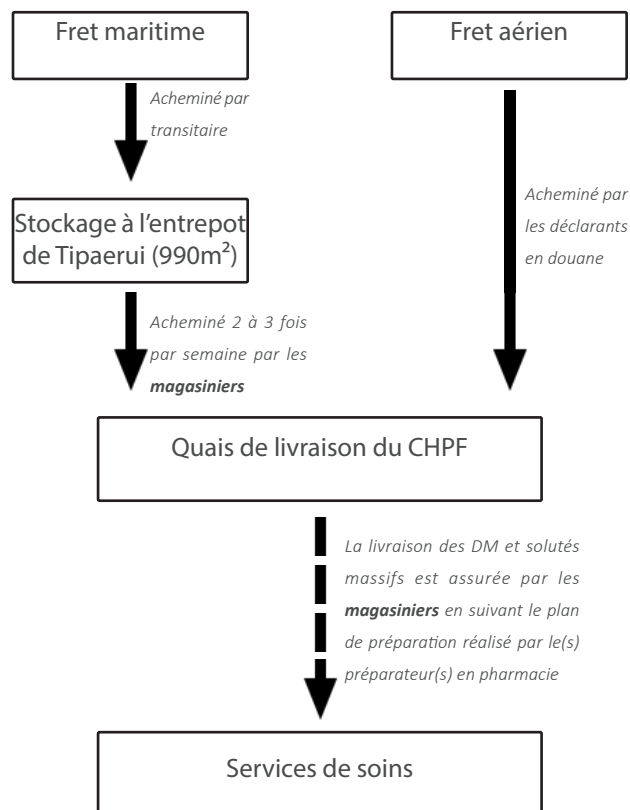 Fret maritime
Fret aérien
Acheminé par
transitaire
Stockage à l'entrepot
de Tipaerui (990m²)
Acheminé par
les déclarants
en douane
Acheminé 2 à 3 fois
par semaine par les
magasiniers
Quais de livraison du CHPF
La livraison des DM et solutés
massifs est assurée par les
magasiniers en suivant le plan
de préparation réalisé par le(s)
préparateur(s) en pharmacie
Services de soins